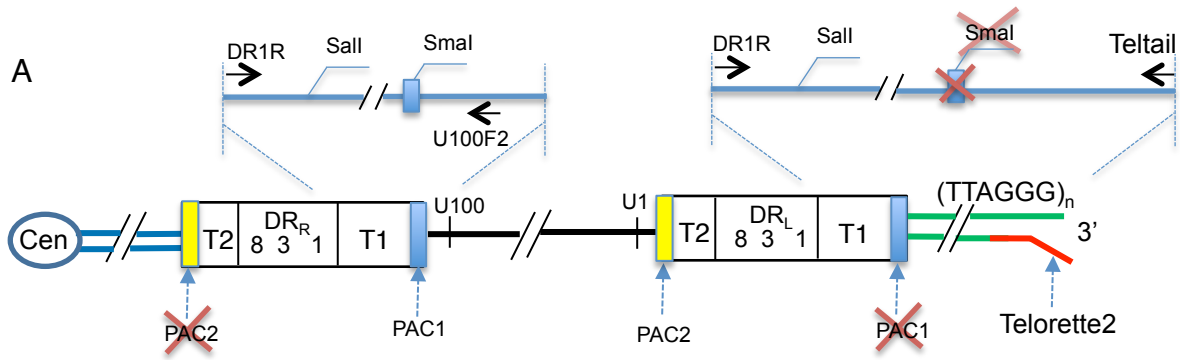 A
DR1R
SalI
SmaI
U100F2
DR1R
SalI
SmaI
Teltail
Cen
T2
DRR
8 3 1
T1
U100
U1
T2
DRL
8 3 1
T1
(TTAGGG)n
3’
PAC2
PAC1
PAC2
PAC1
Telorette2